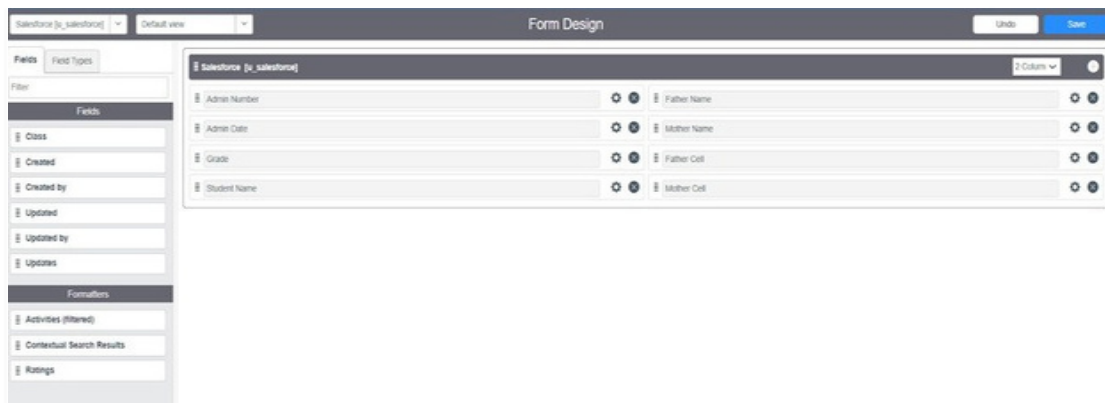 Salesforce [u_salesforce]
Default view
Form Design
Undo
Save
Fields
Field Types
Filter
Fields
Class
Created
Created by
Updated
Updated by
Updates
Formatters
Activities (filtered)
Contextual Search Results
Ratings
Salesforce [u_salesforce]
2 Colum
Admin Number
Father Name
Admin Date
Mother Name
Grade
Father Cell
Student Name
Mother Cell